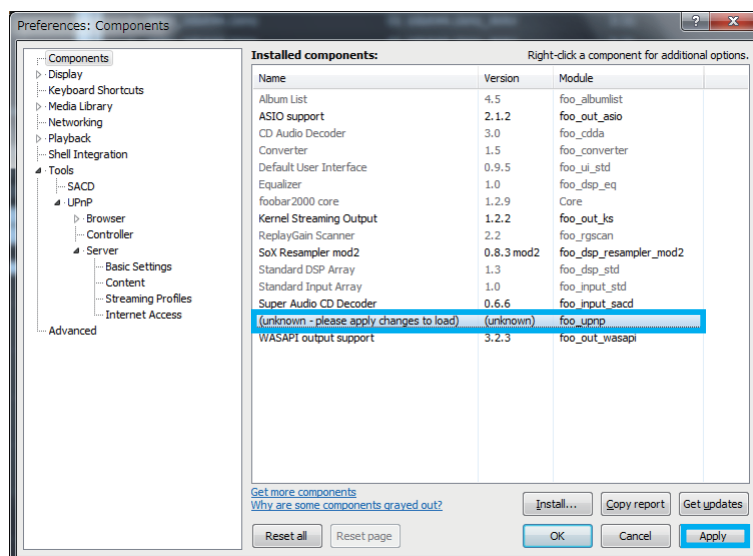 Preferences: Components
Components
Display
Keyboard Shortcuts
Media Library
Networking
Playback
Shell Integration
Tools
SACD
UPnP
Browser
Controller
Server
Basic Settings
Content
Streaming Profiles
Internet Access
Advanced
Installed components: Right-click a component for additional options.
Name Version Module
Album List 4.5 foo_albumlist
ASIO support 2.1.2 foo_out_asio
CD Audio Decoder 3.0 foo_cdda
Converter 1.5 foo_converter
Default User Interface 0.9.5 foo_ui_std
Equalizer 1.0 foo_dsp_eq
foobar2000 core 1.2.9 Core
Kernel Streaming Output 1.2.2 foo_out_ks
ReplayGain Scanner 2.2 foo_rgscan
SoX Resampler mod2 0.8.3 mod2 foo_dsp_resampler_mod2
Standard DSP Array 1.3 foo_dsp_std
Standard Input Array 1.0 foo_input_std
Super Audio CD Decoder 0.6.6 foo_input_sacd
(unknown - please apply changes to load) (unknown) foo_upnp
WASAPI output support 3.2.3 foo_out_wasapi
Get more components
Why are some components grayed out?
Install... Copy report Get updates
Reset all Reset page OK Cancel Apply